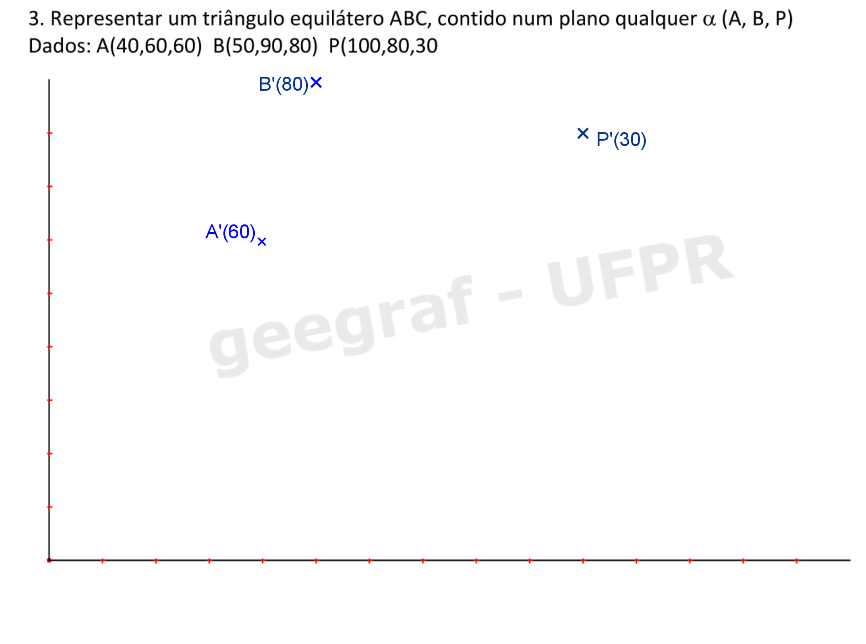 3. Representar um triângulo equilátero ABC, contido num plano qualquer α (A, B, P)
Dados: A(40,60,60)  B(50,90,80)  P(100,80,30
B'(80)
P'(30)
A'(60)
geegraf - UFPR